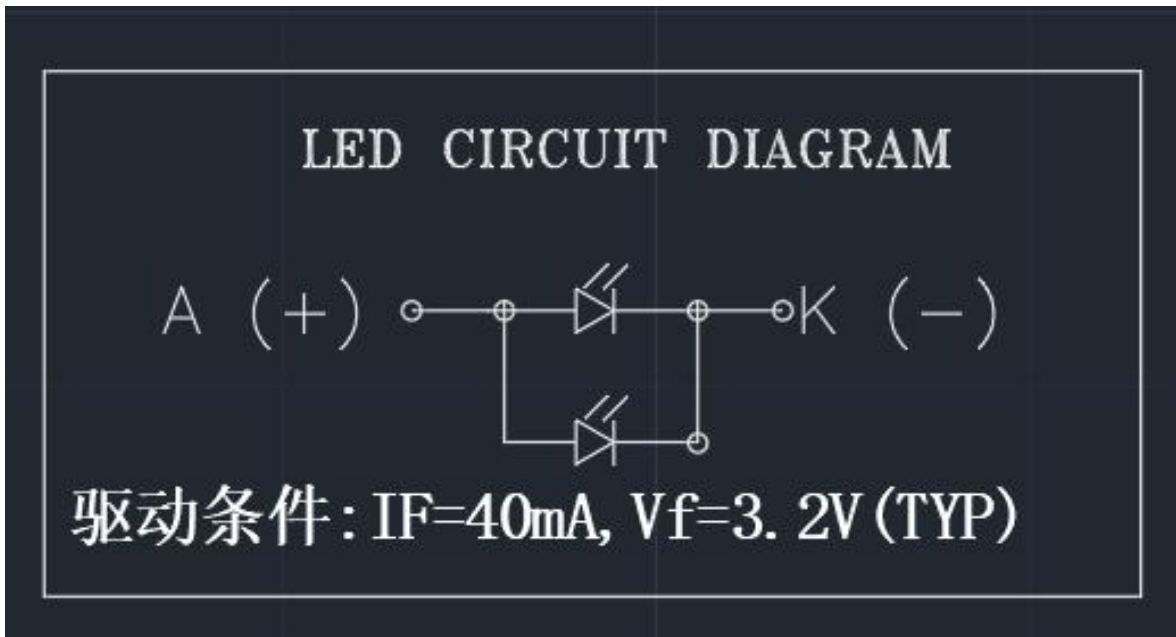 LED CIRCUIT DIAGRAM
A (+) K (-)
驱动条件:IF=40mA,Vf=3.2V(TYP)